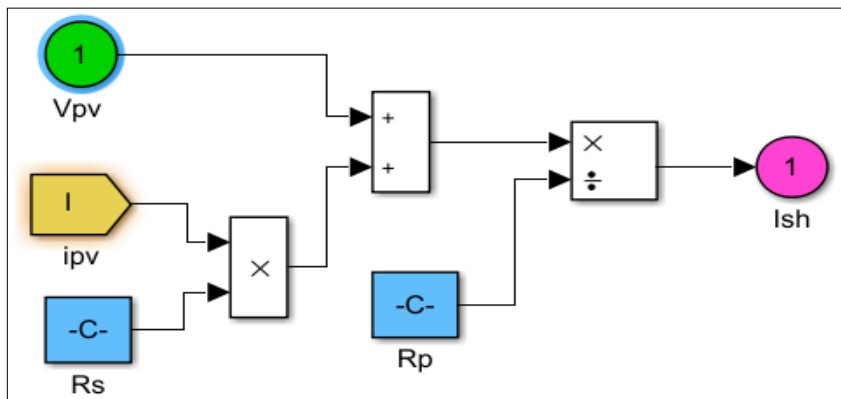 1
Vpv
I
ipv
-C-
Rs
×
+
+
-C-
Rp
×
÷
1
Ish